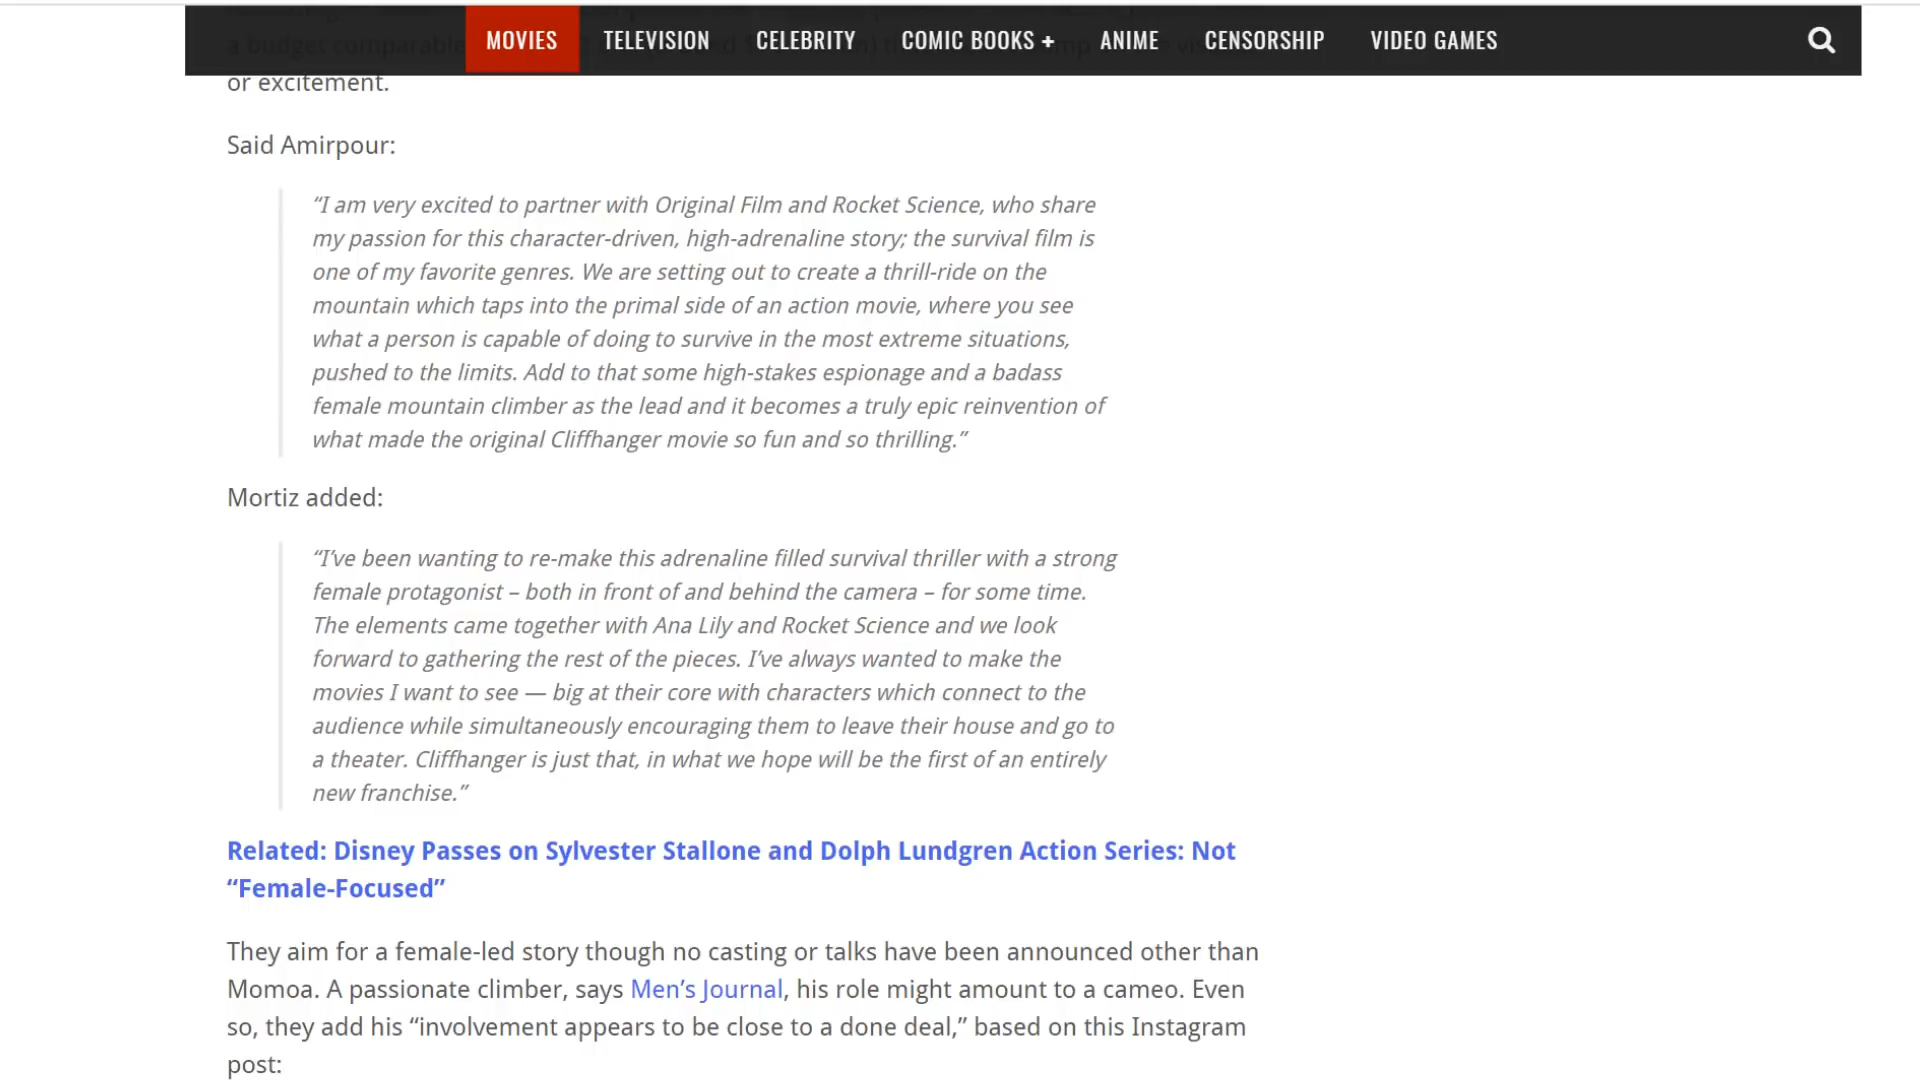 MOVIES TELEVISION CELEBRITY COMIC BOOKS + ANIME CENSORSHIP VIDEO GAMES
a budget comparable
or excitement.
Said Amirpour:
“I am very excited to partner with Original Film and Rocket Science, who share
my passion for this character-driven, high-adrenaline story; the survival film is
one of my favorite genres. We are setting out to create a thrill-ride on the
mountain which taps into the primal side of an action movie, where you see
what a person is capable of doing to survive in the most extreme situations,
pushed to the limits. Add to that some high-stakes espionage and a badass
female mountain climber as the lead and it becomes a truly epic reinvention of
what made the original Cliffhanger movie so fun and so thrilling.”
Mortiz added:
“I’ve been wanting to re-make this adrenaline filled survival thriller with a strong
female protagonist – both in front of and behind the camera – for some time.
The elements came together with Ana Lily and Rocket Science and we look
forward to gathering the rest of the pieces. I’ve always wanted to make the
movies I want to see — big at their core with characters which connect to the
audience while simultaneously encouraging them to leave their house and go to
a theater. Cliffhanger is just that, in what we hope will be the first of an entirely
new franchise.”
Related: Disney Passes on Sylvester Stallone and Dolph Lundgren Action Series: Not
“Female-Focused”
They aim for a female-led story though no casting or talks have been announced other than
Momoa. A passionate climber, says Men’s Journal, his role might amount to a cameo. Even
so, they add his “involvement appears to be close to a done deal,” based on this Instagram
post: